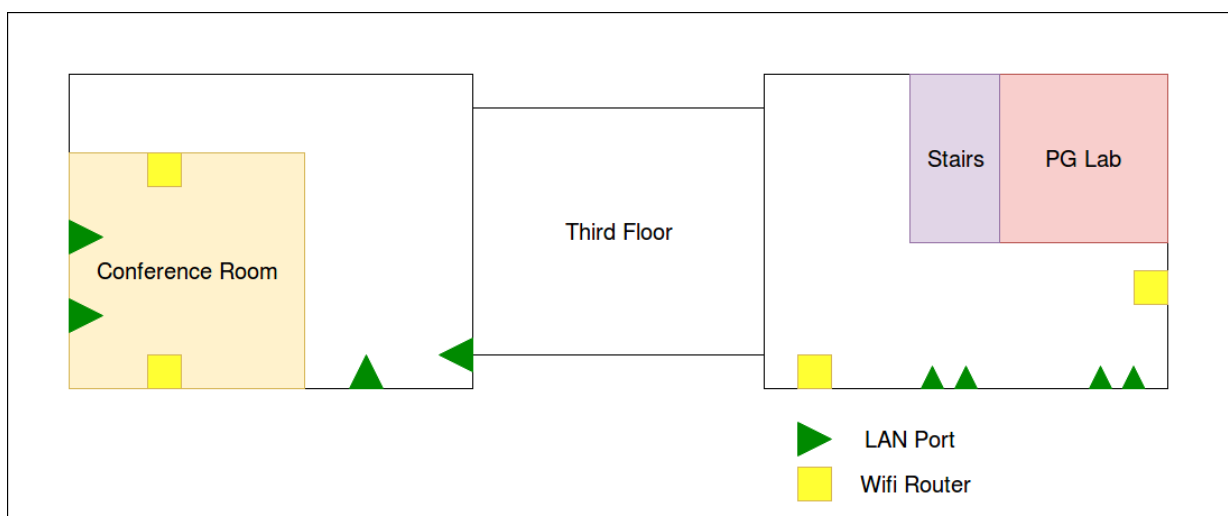 Stairs
PG Lab
Third Floor
Conference Room
LAN Port
Wifi Router